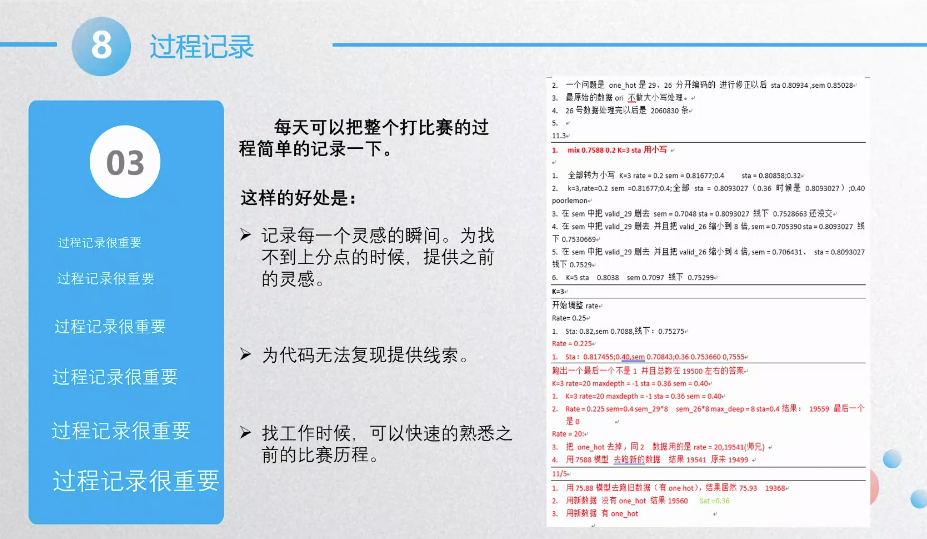 8
过程记录
03
过程记录很重要
过程记录很重要
过程记录很重要
过程记录很重要
过程记录很重要
过程记录很重要
每天可以把整个打比赛的过
程简单的记录一下。
这样的好处是：
➢ 记录每一个灵感的瞬间。为找
不到上分点的时候，提供之前
的灵感。
➢ 为代码无法复现提供线索。
➢ 找工作时候，可以快速的熟悉之
前的比赛历程。
2. 一个问题是 one_hot 是 29、26 分开编码的 进行修正以后 sta 0.80934 ,sem 0.85028
3. 最原始的数据 ori 不做大小写处理。
4. 26 号数据处理完以后是 2060830 条
5.
11.3
1. mix 0.7588 0.2 K=3 sta 用小写
1. 全部转为小写 K=3 rate = 0.2 sem = 0.81677;0.4 sta = 0.80858;0.32
2. k=3,rate=0.2 sem =0.81677;0.4;全部 sta = 0.8093027（0.36 时候是 0.8093027）;0.40
poorlemon
3. 在 sem 中把 valid_29 删去 sem = 0.7048 sta = 0.8093027 线下 0.7528663 还没交
4. 在 sem 中把 valid_29 删去 并且把 valid_26 缩小到 8 倍, sem = 0.705390 sta = 0.8093027 线
下 0.7530669
5. 在 sem 中把 valid_29 删去 并且把 valid_26 缩小到 4 倍, sem = 0.706431、 sta = 0.8093027
线下 0.7529
6. K=5 sta 0.8038 sem 0.7097 线下 0.75299
K=3
开始调整 rate
Rate= 0.25
1. Sta: 0.82,sem 0.7088,线下：0.75275
Rate = 0.225
1. Sta：0.817455;0.40,sem 0.70843;0.36 0.753660 0,7555
跑出一个最后一个不是 1 并且总数在 19500 左右的答案
K=3 rate=20 maxdepth = -1 sta = 0.36 sem = 0.40
1. K=3 rate=20 maxdepth = -1 sta = 0.36 sem = 0.40
2. Rate = 0.225 sem=0.4 sem_29*8 sem_26*8 max_deep = 8 sta=0.4 结果： 19559 最后一个
是 0
Rate = 20:
3. 把 one_hot 去掉，同 2 数据用的是 rate = 20,19541(师兄)
4. 用 7588 模型 去跑新的数据 结果 19541 原来 19499
11/5
1. 用 75.88 模型去跑旧数据（有 one hot），结果居然 75.93 19368
2. 用新数据 没有 one_hot 结果 19560 Sat =0.36
3. 用新数据 有 one_hot